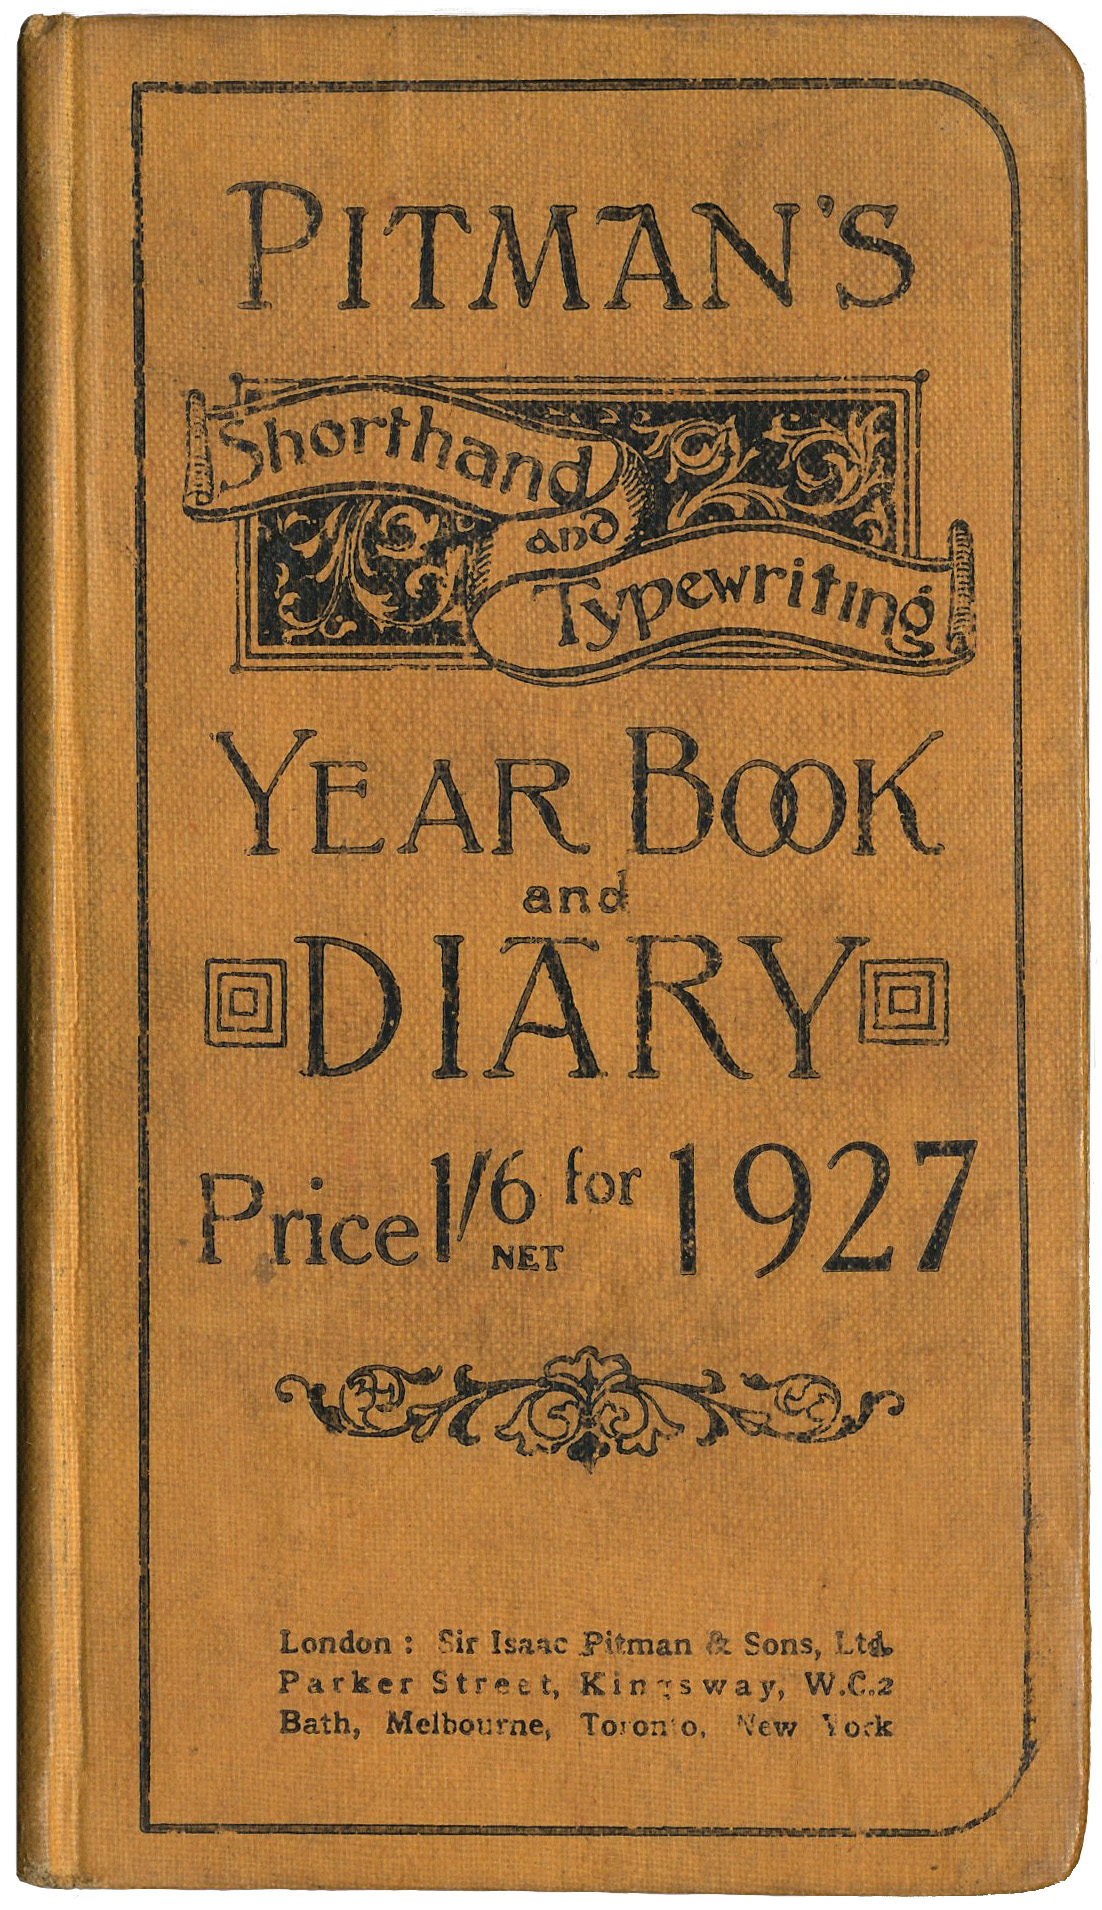 PITMAN'S
Shorthand
and
Typewriting
YEAR BOOK
and
DIARY
Price 1/6 NET for 1927
London : Sir Isaac Pitman & Sons, Ltd.
Parker Street, Kingsway, W.C.2
Bath, Melbourne, Toronto, New York